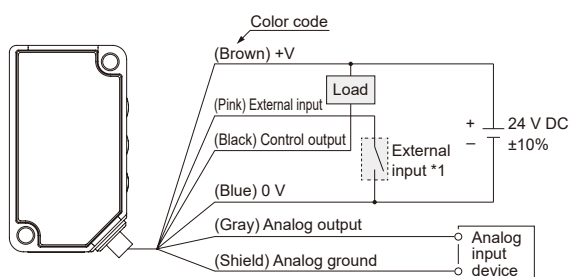 Color code
(Brown) +V
Load
(Pink) External input
(Black) Control output
+
−
24 V DC
±10%
External
input *1
(Blue) 0 V
(Gray) Analog output
(Shield) Analog ground
Analog
input
device